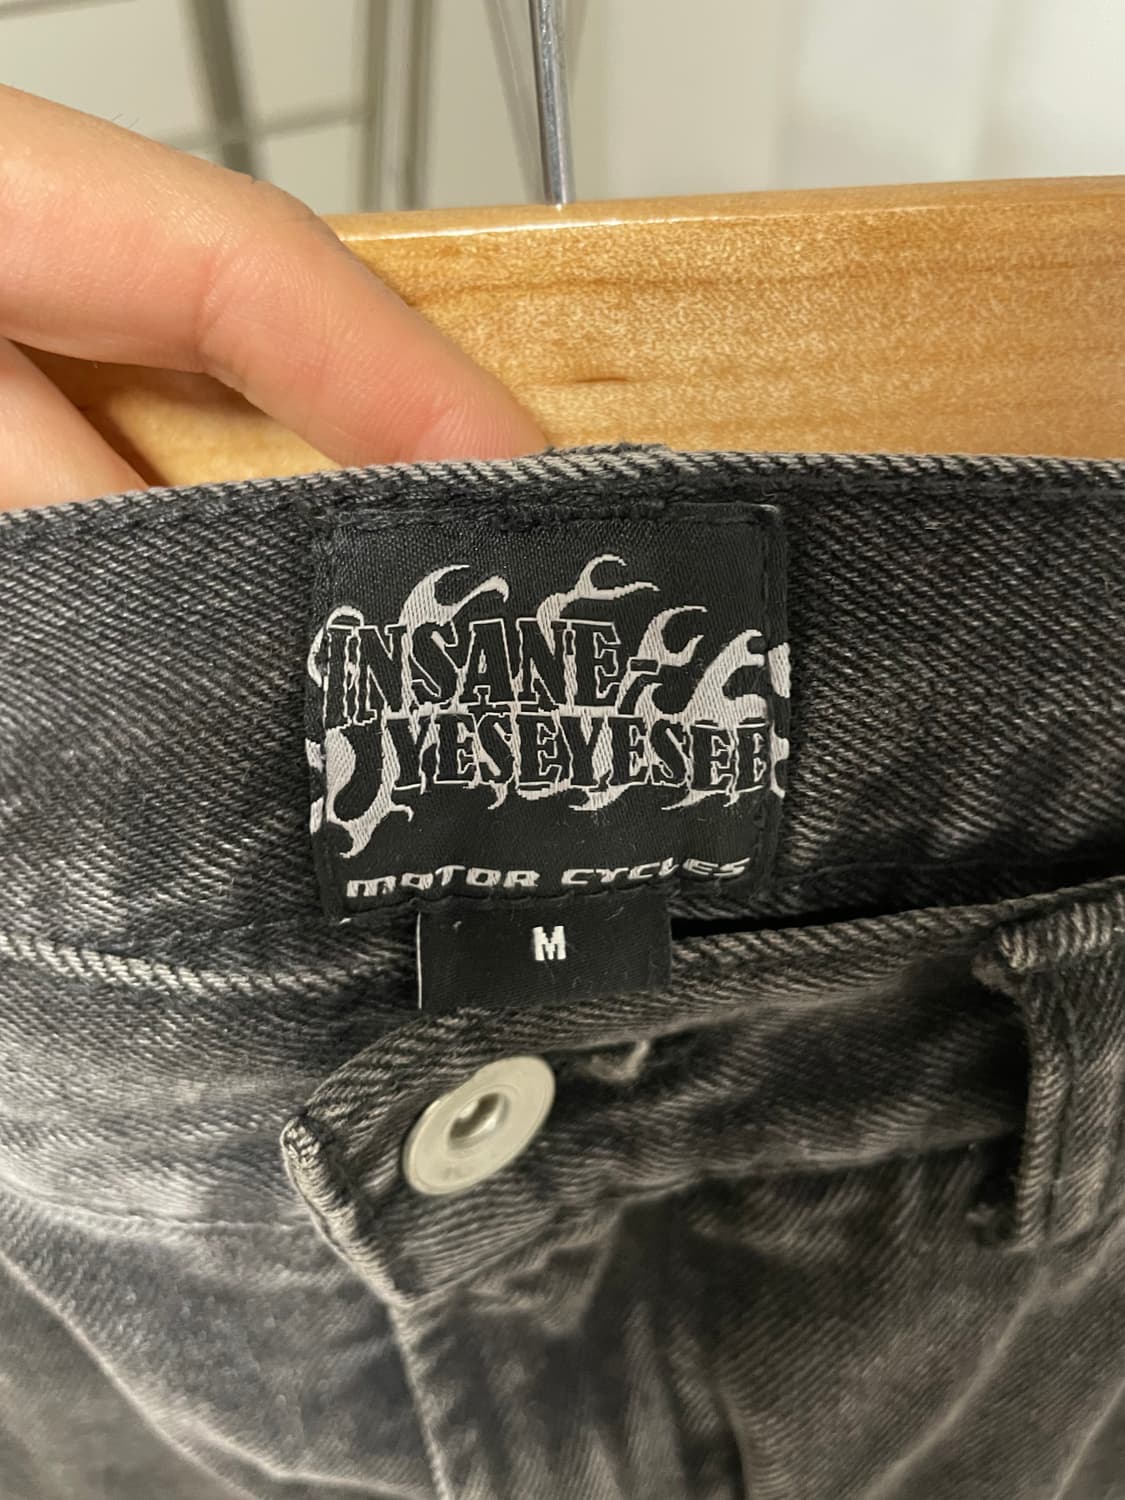 INSANE-
YESEYESEE
MOTOR CYCLES
M